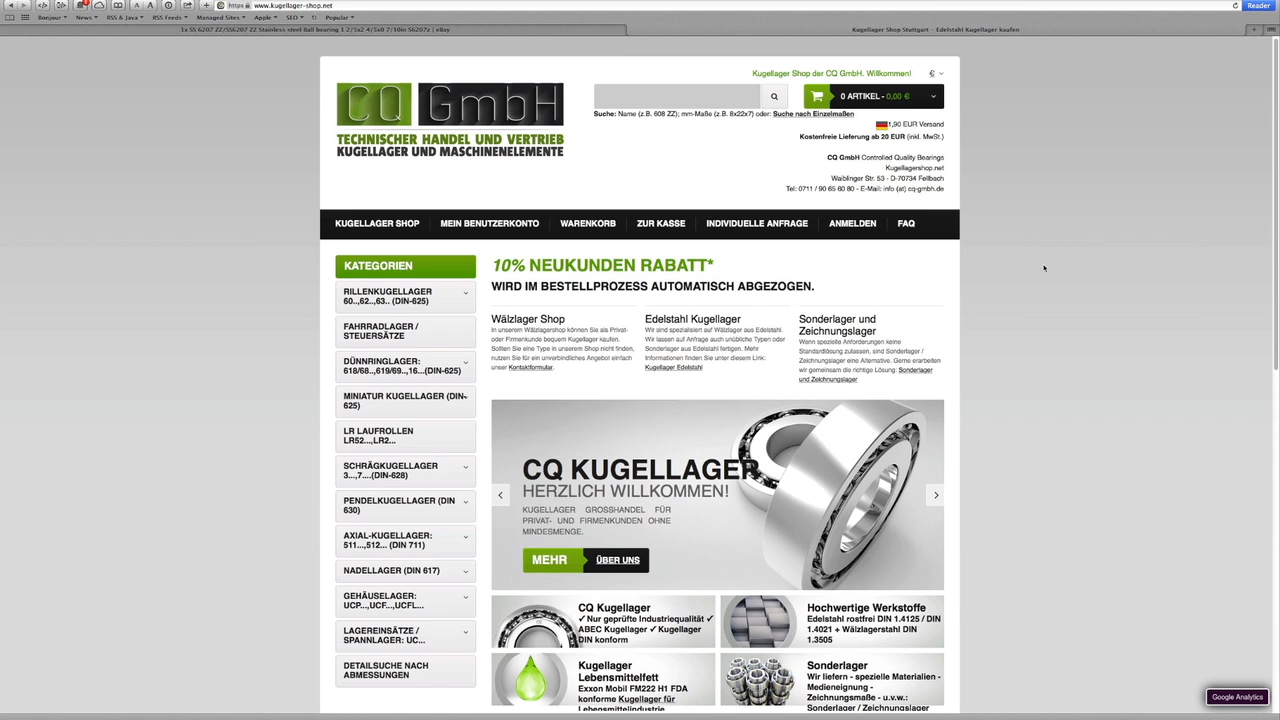 https www.kugellager-shop.net
Reader
Bonjour News RSS & Java RSS Feeds Managed Sites Apple SEO Popular
1x SS 6207 ZZ/SS6207 ZZ Stainless steel Ball bearing 1 2/5x2 4/5x0 7/10in S6207z | eBay
Kugellager Shop Stuttgart - Edelstahl Kugellager kaufen
Kugellager Shop der CQ GmbH. Willkommen! €
CQ GmbH
TECHNISCHER HANDEL UND VERTRIEB
KUGELLAGER UND MASCHINENELEMENTE
0 ARTIKEL - 0,00 €
Suche: Name (z.B. 608 ZZ); mm-Maße (z.B. 8x22x7) oder: Suche nach Einzelmaßen
1,90 EUR Versand
Kostenfreie Lieferung ab 20 EUR (inkl. MwSt.)
CQ GmbH Controlled Quality Bearings
Kugellagershop.net
Waiblinger Str. 53 - D-70734 Fellbach
Tel: 0711 / 90 65 60 80 - E-Mail: info (at) cq-gmbh.de
KUGELLAGER SHOP MEIN BENUTZERKONTO WARENKORB ZUR KASSE INDIVIDUELLE ANFRAGE ANMELDEN FAQ
KATEGORIEN
RILLENKUGELLAGER
60..,62..,63.. (DIN-625)
FAHRRADLAGER /
STEUERSÄTZE
DÜNNRINGLAGER:
618/68..,619/69..,16...(DIN-625)
MINIATUR KUGELLAGER (DIN-
625)
LR LAUFROLLEN
LR52...,LR2...
SCHRÄGKUGELLAGER
3...,7....(DIN-628)
PENDELKUGELLAGER (DIN
630)
AXIAL-KUGELLAGER:
511...,512... (DIN 711)
NADELLAGER (DIN 617)
GEHÄUSELAGER:
UCP...,UCF...,UCFL...
LAGEREINSÄTZE /
SPANNLAGER: UC...
DETAILSUCHE NACH
ABMESSUNGEN
10% NEUKUNDEN RABATT*
WIRD IM BESTELLPROZESS AUTOMATISCH ABGEZOGEN.
Wälzlager Shop
In unserem Wälzlagershop können Sie als Privat-
oder Firmenkunde bequem Kugellager kaufen.
Sollten Sie eine Type in unserem Shop nicht finden,
nutzen Sie für ein unverbindliches Angebot einfach
unser Kontaktformular.
Edelstahl Kugellager
Wir sind spezialisiert auf Wälzlager aus Edelstahl.
Wir lassen auf Anfrage auch unübliche Typen oder
Sonderlager aus Edelstahl fertigen. Mehr
Informationen finden Sie unter diesem Link:
Kugellager Edelstahl
Sonderlager und
Zeichnungslager
Wenn spezielle Anforderungen keine
Standardlösung zulassen, sind Sonderlager /
Zeichnungslager eine Alternative. Gerne erarbeiten
wir gemeinsam die richtige Lösung: Sonderlager
und Zeichnungslager
CQ KUGELLAGER
HERZLICH WILLKOMMEN!
KUGELLAGER GROSSHANDEL FÜR
PRIVAT- UND FIRMENKUNDEN OHNE
MINDESMENGE.
MEHR ÜBER UNS
CQ Kugellager
✓ Nur geprüfte Industriequalität ✓
ABEC Kugellager ✓ Kugellager
DIN konform
Hochwertige Werkstoffe
Edelstahl rostfrei DIN 1.4125 / DIN
1.4021 + Wälzlagerstahl DIN
1.3505
Kugellager
Lebensmittelfett
Exxon Mobil FM222 H1 FDA
konforme Kugellager für
Lebensmittelindustrie
Sonderlager
Wir liefern - spezielle Materialien -
Medieneignung -
Zeichnungsmaße - u.v.w.:
Sonderlager / Zeichnungslager
Google Analytics